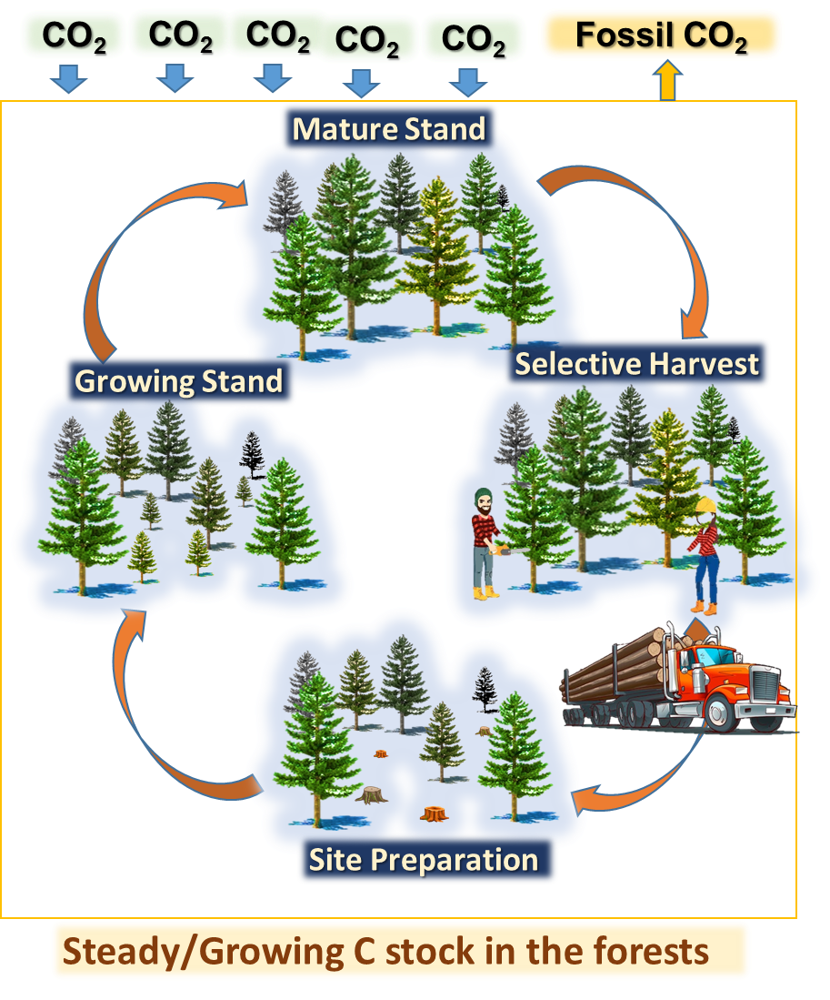 CO₂ CO₂ CO₂ CO₂ CO₂ Fossil CO₂
Mature Stand
Selective Harvest
Growing Stand
Site Preparation
Steady/Growing C stock in the forests